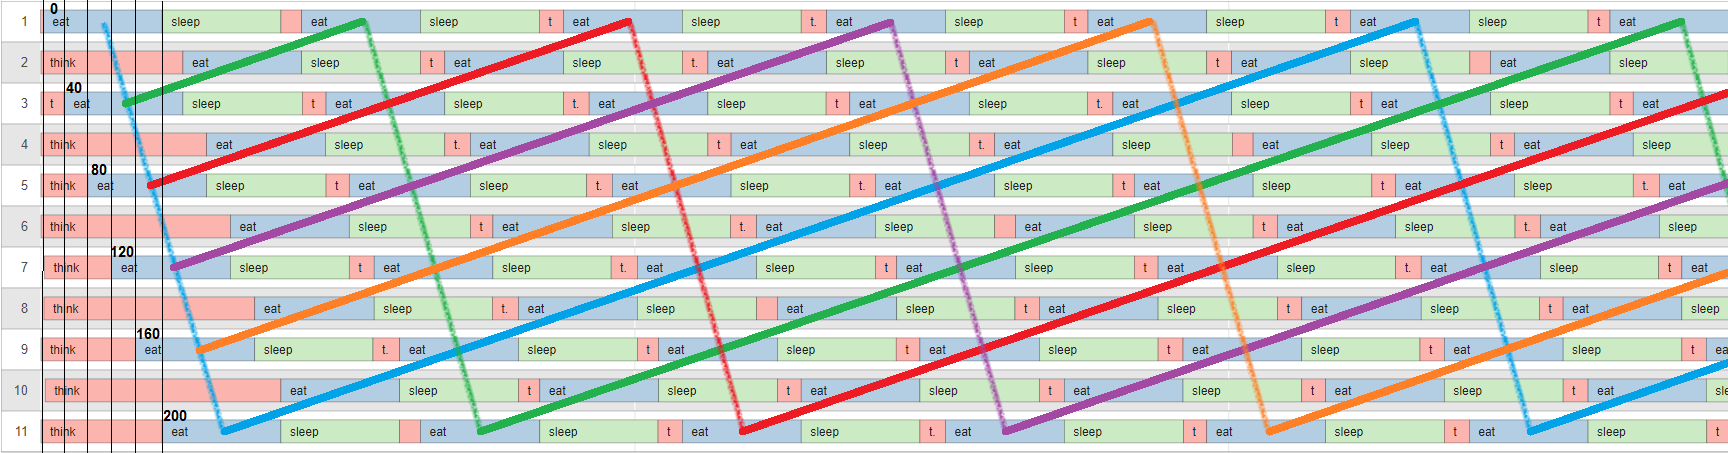 0
1 eat sleep eat sleep t eat sleep t. eat sleep t eat sleep t eat sleep t eat
2 think eat sleep t eat sleep t. eat sleep t eat sleep t eat sleep eat sleep
40
3 t eat sleep t eat sleep t. eat sleep t eat sleep t. eat sleep t eat sleep t eat
4 think eat sleep t. eat sleep t eat sleep t. eat sleep eat sleep t eat sleep
80
5 think eat sleep t eat sleep t. eat sleep t. eat sleep t eat sleep t eat sleep t. eat
6 think eat sleep t eat sleep t. eat sleep eat sleep t eat sleep t. eat sleep
120
7 think eat sleep t eat sleep t. eat sleep t eat sleep t eat sleep t. eat sleep t eat
8 think eat sleep t. eat sleep eat sleep t eat sleep t eat sleep t eat sleep
160
9 think eat sleep t. eat sleep t eat sleep t eat sleep t eat sleep t eat sleep t ea
10 think eat sleep t eat sleep t eat sleep t eat sleep t eat sleep t eat sle
200
11 think eat sleep eat sleep t eat sleep t. eat sleep t eat sleep t eat sleep t